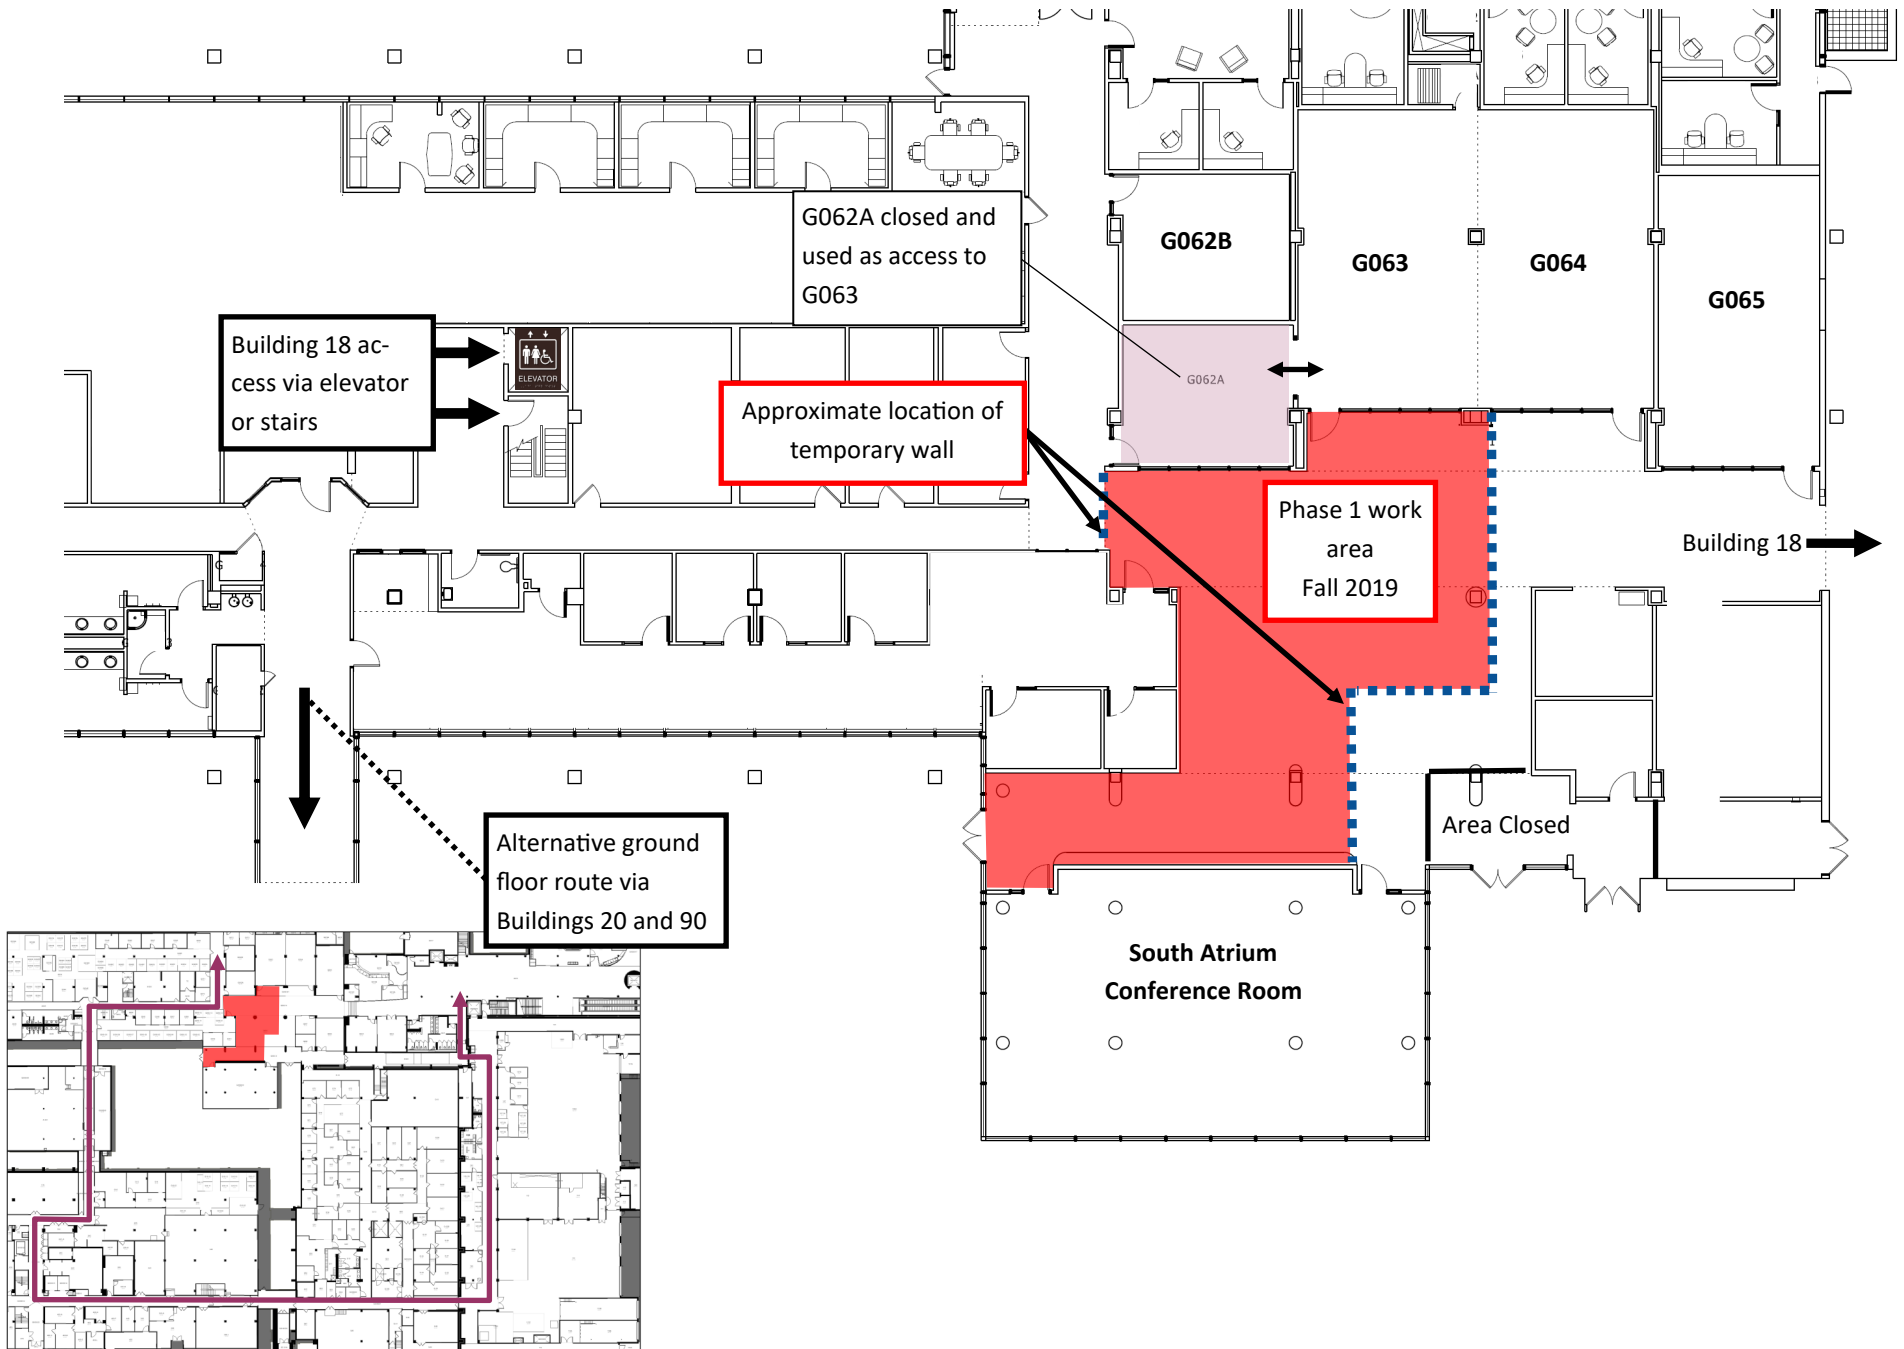 G062A closed and
used as access to
G063
G062B
G063
G064
G065
Building 18 ac-
cess via elevator
or stairs
ELEVATOR
G062A
Approximate location of
temporary wall
Phase 1 work
area
Fall 2019
Building 18
Alternative ground
floor route via
Buildings 20 and 90
Area Closed
South Atrium
Conference Room